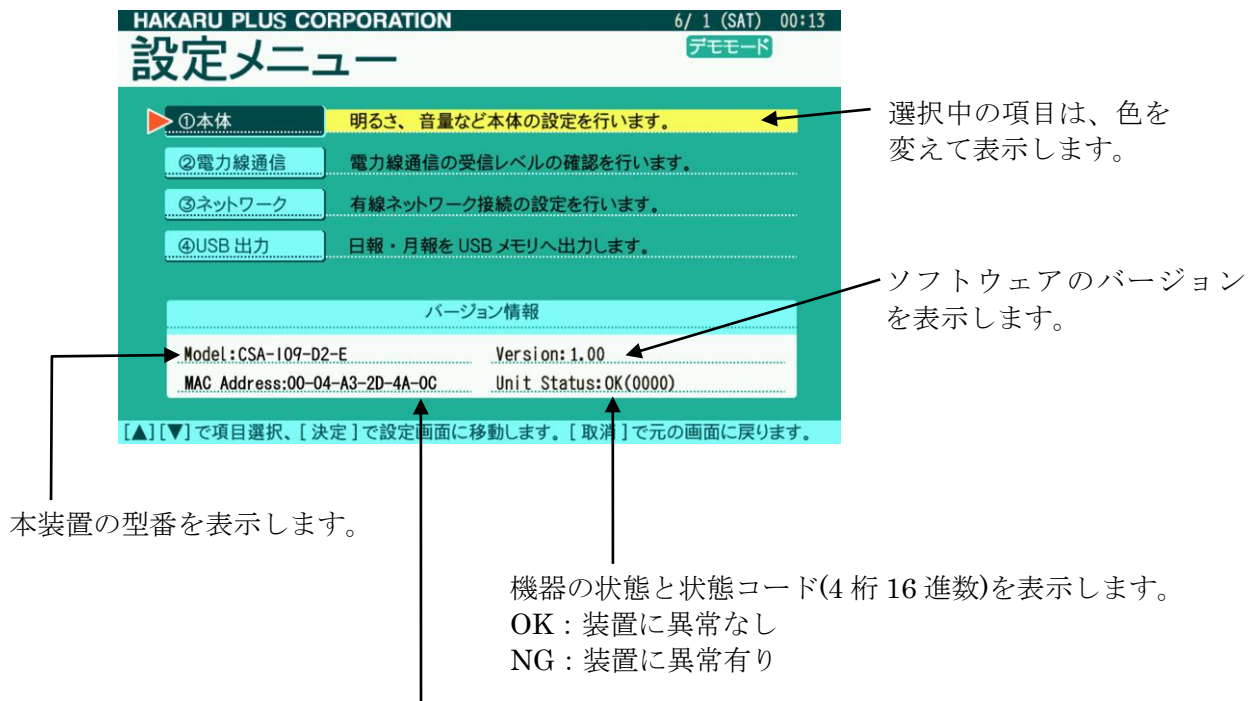 HAKARU PLUS CORPORATION 6/ 1 (SAT) 00:13
設定メニュー デモモード
①本体 明るさ、音量など本体の設定を行います。
②電力線通信 電力線通信の受信レベルの確認を行います。
③ネットワーク 有線ネットワーク接続の設定を行います。
④USB 出力 日報・月報を USB メモリへ出力します。
バージョン情報
Model:CSA-I09-D2-E Version:1.00
MAC Address:00-04-A3-2D-4A-0C Unit Status:OK(0000)
[▲][▼]で項目選択、[決定]で設定画面に移動します。[取消]で元の画面に戻ります。
選択中の項目は、色を
変えて表示します。
ソフトウェアのバージョン
を表示します。
本装置の型番を表示します。
機器の状態と状態コード(4 桁 16 進数)を表示します。
OK：装置に異常なし
NG：装置に異常有り